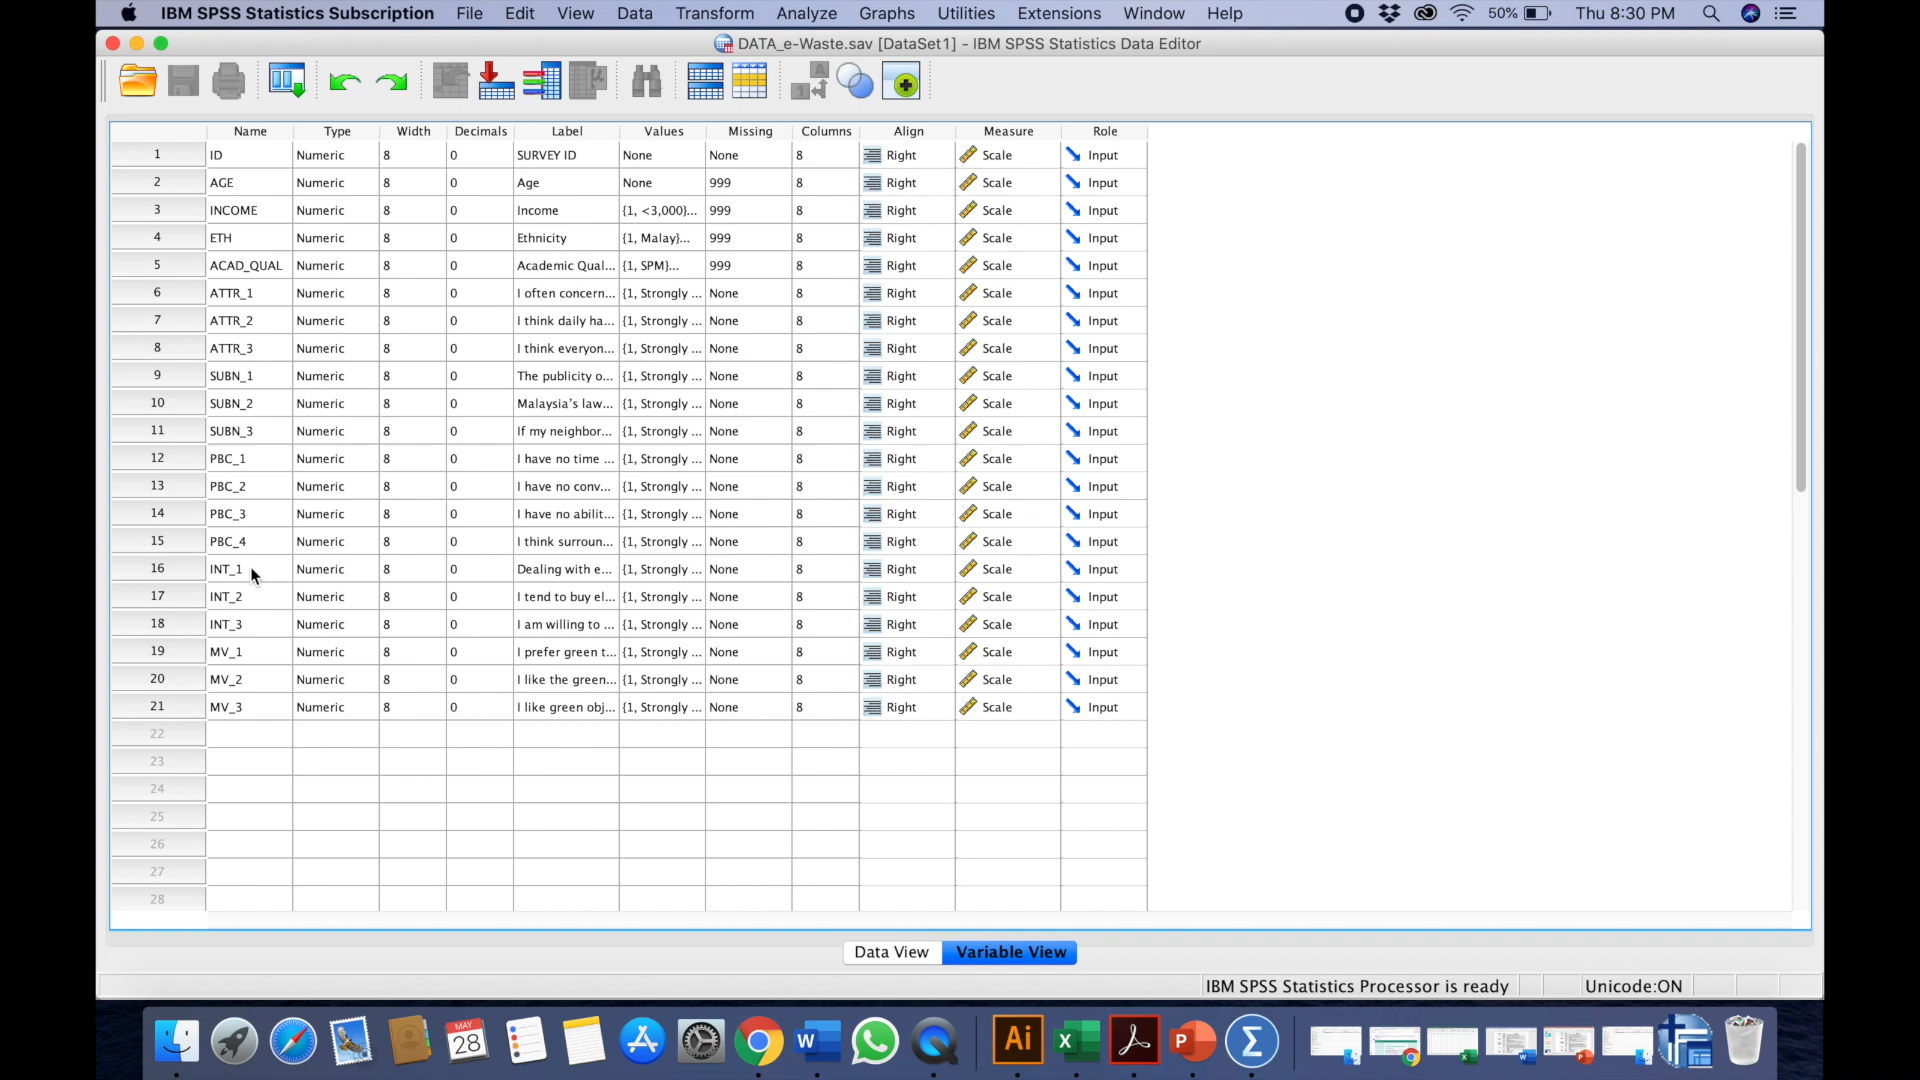 IBM SPSS Statistics Subscription File Edit View Data Transform Analyze Graphs Utilities Extensions Window Help 50% Thu 8:30 PM
DATA_e-Waste.sav [DataSet1] - IBM SPSS Statistics Data Editor
Name Type Width Decimals Label Values Missing Columns Align Measure Role
1 ID Numeric 8 0 SURVEY ID None None 8 Right Scale Input
2 AGE Numeric 8 0 Age None 999 8 Right Scale Input
3 INCOME Numeric 8 0 Income {1, <3,000}... 999 8 Right Scale Input
4 ETH Numeric 8 0 Ethnicity {1, Malay}... 999 8 Right Scale Input
5 ACAD_QUAL Numeric 8 0 Academic Qual... {1, SPM}... 999 8 Right Scale Input
6 ATTR_1 Numeric 8 0 I often concern... {1, Strongly ... None 8 Right Scale Input
7 ATTR_2 Numeric 8 0 I think daily ha... {1, Strongly ... None 8 Right Scale Input
8 ATTR_3 Numeric 8 0 I think everyon... {1, Strongly ... None 8 Right Scale Input
9 SUBN_1 Numeric 8 0 The publicity o... {1, Strongly ... None 8 Right Scale Input
10 SUBN_2 Numeric 8 0 Malaysia's law... {1, Strongly ... None 8 Right Scale Input
11 SUBN_3 Numeric 8 0 If my neighbor... {1, Strongly ... None 8 Right Scale Input
12 PBC_1 Numeric 8 0 I have no time ... {1, Strongly ... None 8 Right Scale Input
13 PBC_2 Numeric 8 0 I have no conv... {1, Strongly ... None 8 Right Scale Input
14 PBC_3 Numeric 8 0 I have no abilit... {1, Strongly ... None 8 Right Scale Input
15 PBC_4 Numeric 8 0 I think surroun... {1, Strongly ... None 8 Right Scale Input
16 INT_1 Numeric 8 0 Dealing with e... {1, Strongly ... None 8 Right Scale Input
17 INT_2 Numeric 8 0 I tend to buy el... {1, Strongly ... None 8 Right Scale Input
18 INT_3 Numeric 8 0 I am willing to ... {1, Strongly ... None 8 Right Scale Input
19 MV_1 Numeric 8 0 I prefer green t... {1, Strongly ... None 8 Right Scale Input
20 MV_2 Numeric 8 0 I like the green... {1, Strongly ... None 8 Right Scale Input
21 MV_3 Numeric 8 0 I like green obj... {1, Strongly ... None 8 Right Scale Input
22
23
24
25
26
27
28
Data View Variable View
IBM SPSS Statistics Processor is ready Unicode:ON
MAY
28 W Ai X P Σ